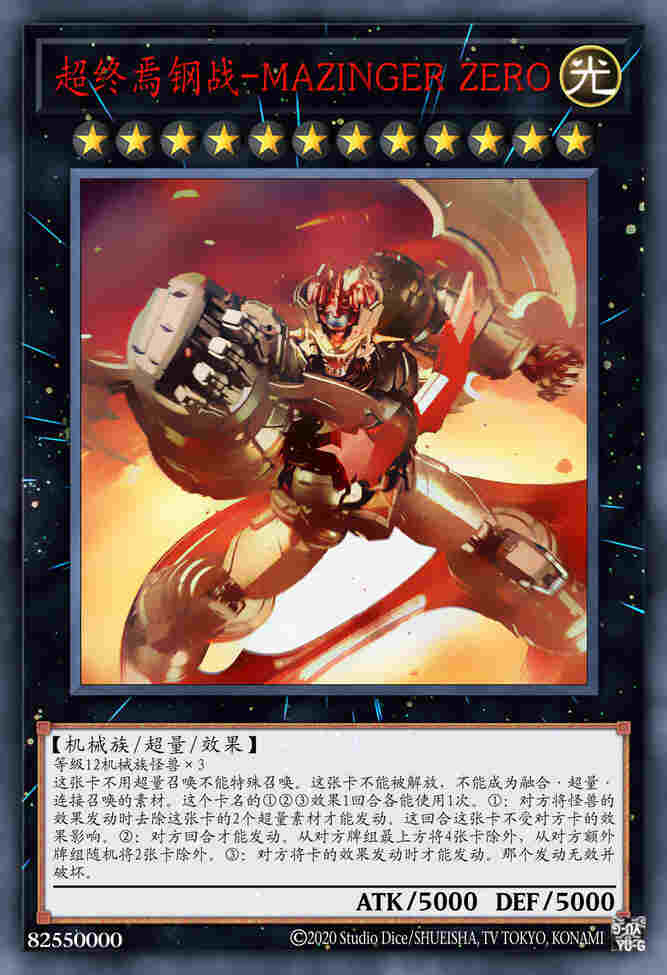 超终焉钢战-MAZINGER ZERO
光
【机械族/超量/效果】
等級12机械族怪兽×3
这张卡不用超量召唤不能特殊召唤。这张卡不能被解放，不能成为融合·超量·
连接召唤的素材。这个卡名的①②③效果1回合各能使用1次。①：对方将怪兽的
效果发动时去除这张卡的2个超量素材才能发动。这回合这张卡不受对方卡的效
果影响。②：对方回合才能发动。从对方牌组最上方将4张卡除外，从对方额外
牌组随机将2张卡除外。③：对方将卡的效果发动时才能发动。那个发动无效并
破坏。
ATK/5000 DEF/5000
82550000
©2020 Studio Dice/SHUEISHA, TV TOKYO, KONAMI